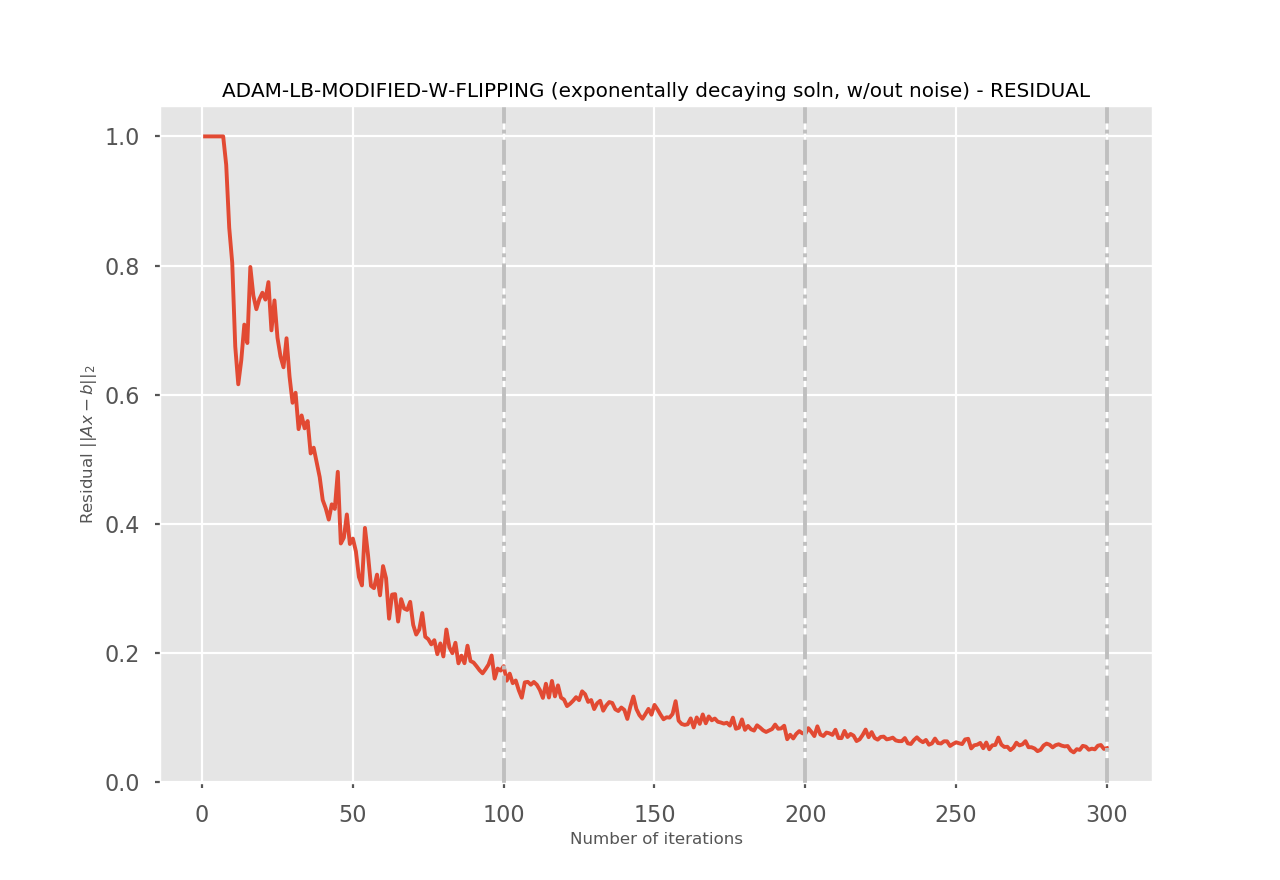 ADAM-LB-MODIFIED-W-FLIPPING (exponentially decaying soln, w/out noise) - RESIDUAL
1.0
0.8
0.6
0.4
0.2
0.0
Residual ||Ax − b||₂
0 50 100 150 200 250 300
Number of iterations